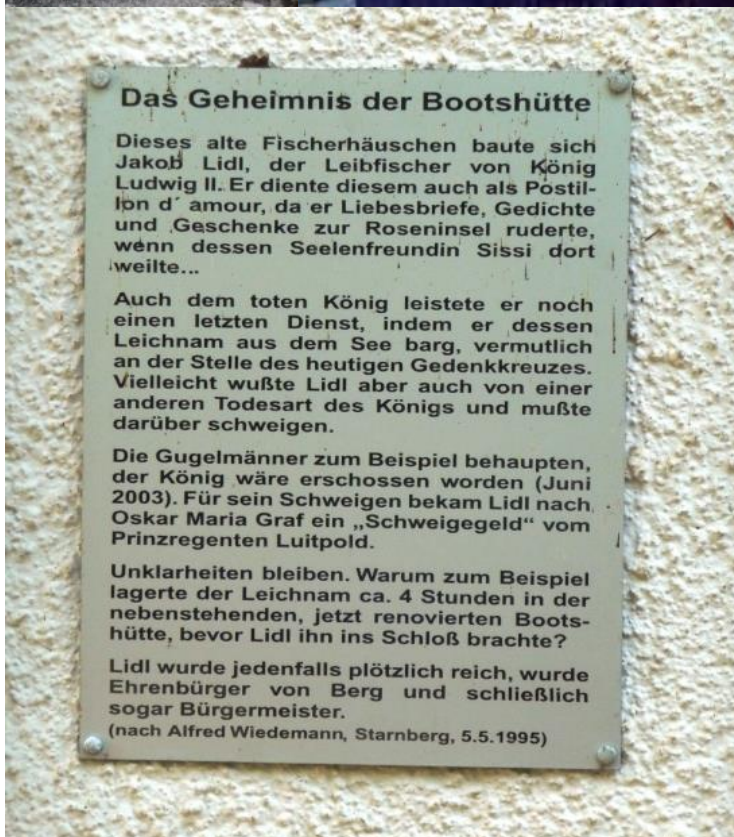 Das Geheimnis der Bootshütte
Dieses alte Fischerhäuschen baute sich
Jakob Lidl, der Leibfischer von König
Ludwig II. Er diente diesem auch als Postil-
lon d´ amour, da er Liebesbriefe, Gedichte
und Geschenke zur Roseninsel ruderte,
wenn dessen Seelenfreundin Sissi dort
weilte...
Auch dem toten König leistete er noch
einen letzten Dienst, indem er dessen
Leichnam aus dem See barg, vermutlich
an der Stelle des heutigen Gedenkkreuzes.
Vielleicht wußte Lidl aber auch von einer
anderen Todesart des Königs und mußte
darüber schweigen.
Die Gugelmänner zum Beispiel behaupten,
der König wäre erschossen worden (Juni
2003). Für sein Schweigen bekam Lidl nach
Oskar Maria Graf ein „Schweigegeld“ vom
Prinzregenten Luitpold.
Unklarheiten bleiben. Warum zum Beispiel
lagerte der Leichnam ca. 4 Stunden in der
nebenstehenden, jetzt renovierten Boots-
hütte, bevor Lidl ihn ins Schloß brachte?
Lidl wurde jedenfalls plötzlich reich, wurde
Ehrenbürger von Berg und schließlich
sogar Bürgermeister.
(nach Alfred Wiedemann, Starnberg, 5.5.1995)